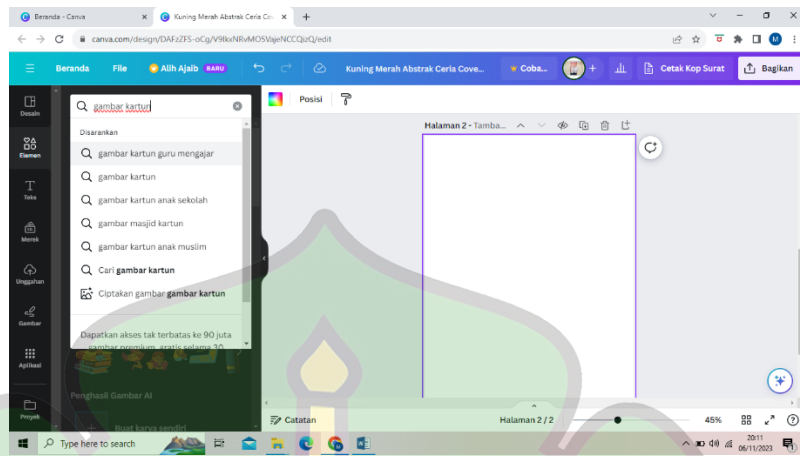 Beranda - Canva
Kuning Merah Abstrak Ceria Cov
canva.com/design/DAFzZFS-oCg/V9IkxNRvMO5VajeNCCQizQ/edit
M
Beranda File Alih Ajaib BARU Kuning Merah Abstrak Ceria Cove... Coba... Cetak Kop Surat Bagikan
Desain
Elemen
Teks
Merek
Unggahan
Gambar
Aplikasi
Proyek
gambar kartun
Disarankan
gambar kartun guru mengajar
gambar kartun
gambar kartun anak sekolah
gambar masjid kartun
gambar kartun anak muslim
Cari gambar kartun
Ciptakan gambar gambar kartun
Dapatkan akses tak terbatas ke 90 juta
gambar premium, gratis selama 30
Penghasil Gambar AI
Buat karya sendiri
Posisi
Halaman 2 - Tamba...
Catatan
Halaman 2 / 2
45%
Type here to search
20:11
06/11/2023